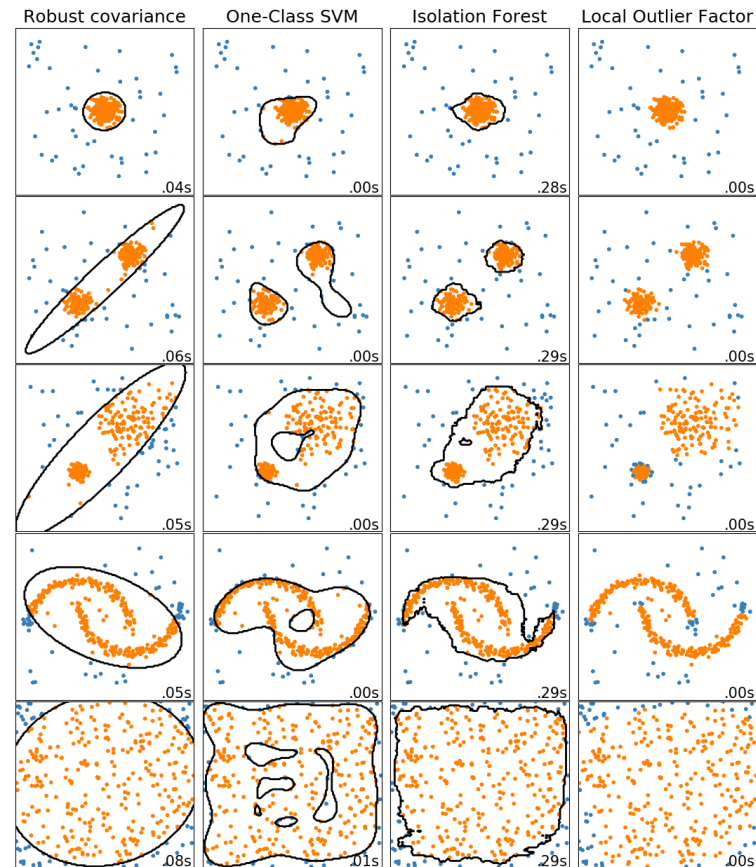 Robust covariance One-Class SVM Isolation Forest Local Outlier Factor
.04s .00s .28s .00s
.06s .00s .29s .00s
.05s .00s .29s .00s
.05s .00s .29s .00s
.08s .01s .29s .00s